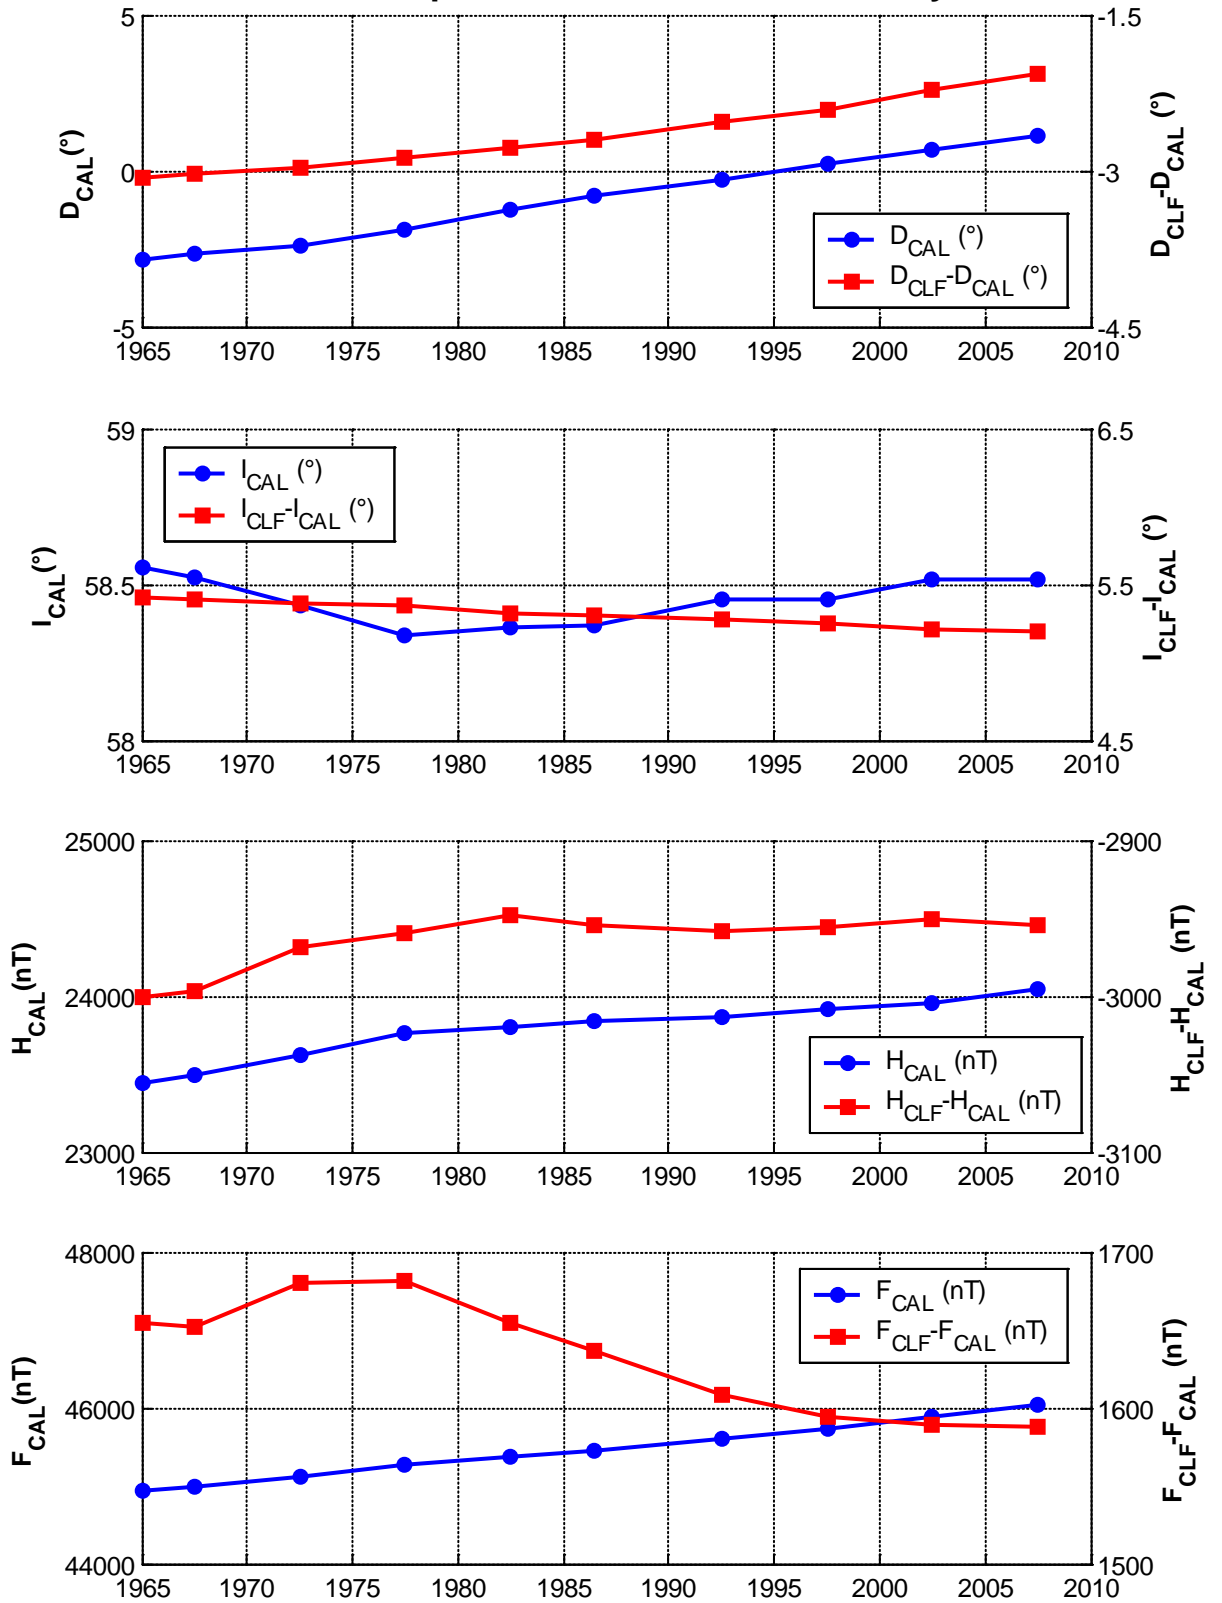 5
-1.5
D_CAL(°)
0
-3
D_CLF-D_CAL (°)
D_CAL (°)
D_CLF-D_CAL (°)
-5
-4.5
1965 1970 1975 1980 1985 1990 1995 2000 2005 2010
59
6.5
I_CAL (°)
I_CLF-I_CAL (°)
I_CAL(°)
58.5
5.5
I_CLF-I_CAL (°)
58
4.5
1965 1970 1975 1980 1985 1990 1995 2000 2005 2010
25000
-2900
H_CAL(nT)
24000
-3000
H_CLF-H_CAL (nT)
H_CAL (nT)
H_CLF-H_CAL (nT)
23000
-3100
1965 1970 1975 1980 1985 1990 1995 2000 2005 2010
48000
1700
F_CAL (nT)
F_CLF-F_CAL (nT)
F_CAL(nT)
46000
1600
F_CLF-F_CAL (nT)
44000
1500
1965 1970 1975 1980 1985 1990 1995 2000 2005 2010